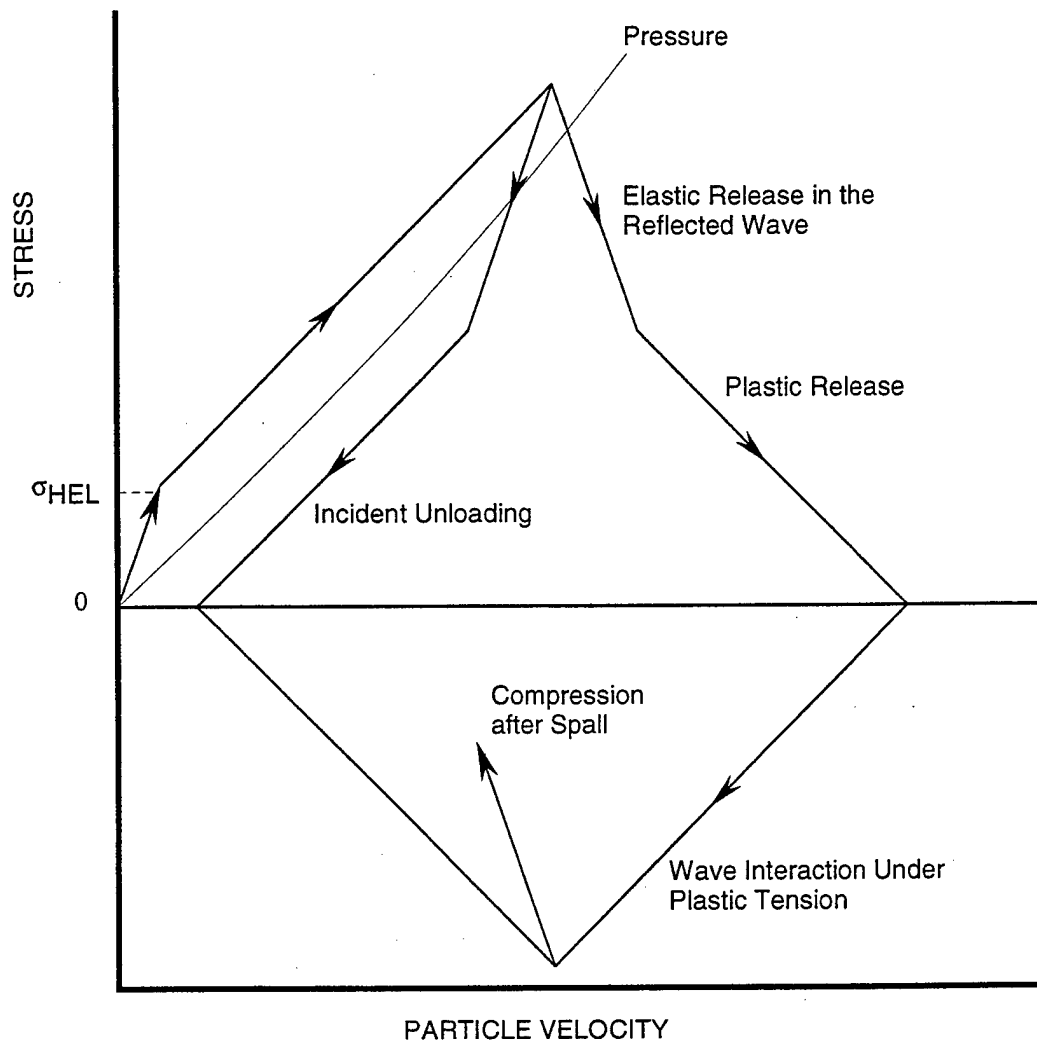 Pressure
STRESS
Elastic Release in the
Reflected Wave
Plastic Release
σHEL
Incident Unloading
0
Compression
after Spall
Wave Interaction Under
Plastic Tension
PARTICLE VELOCITY